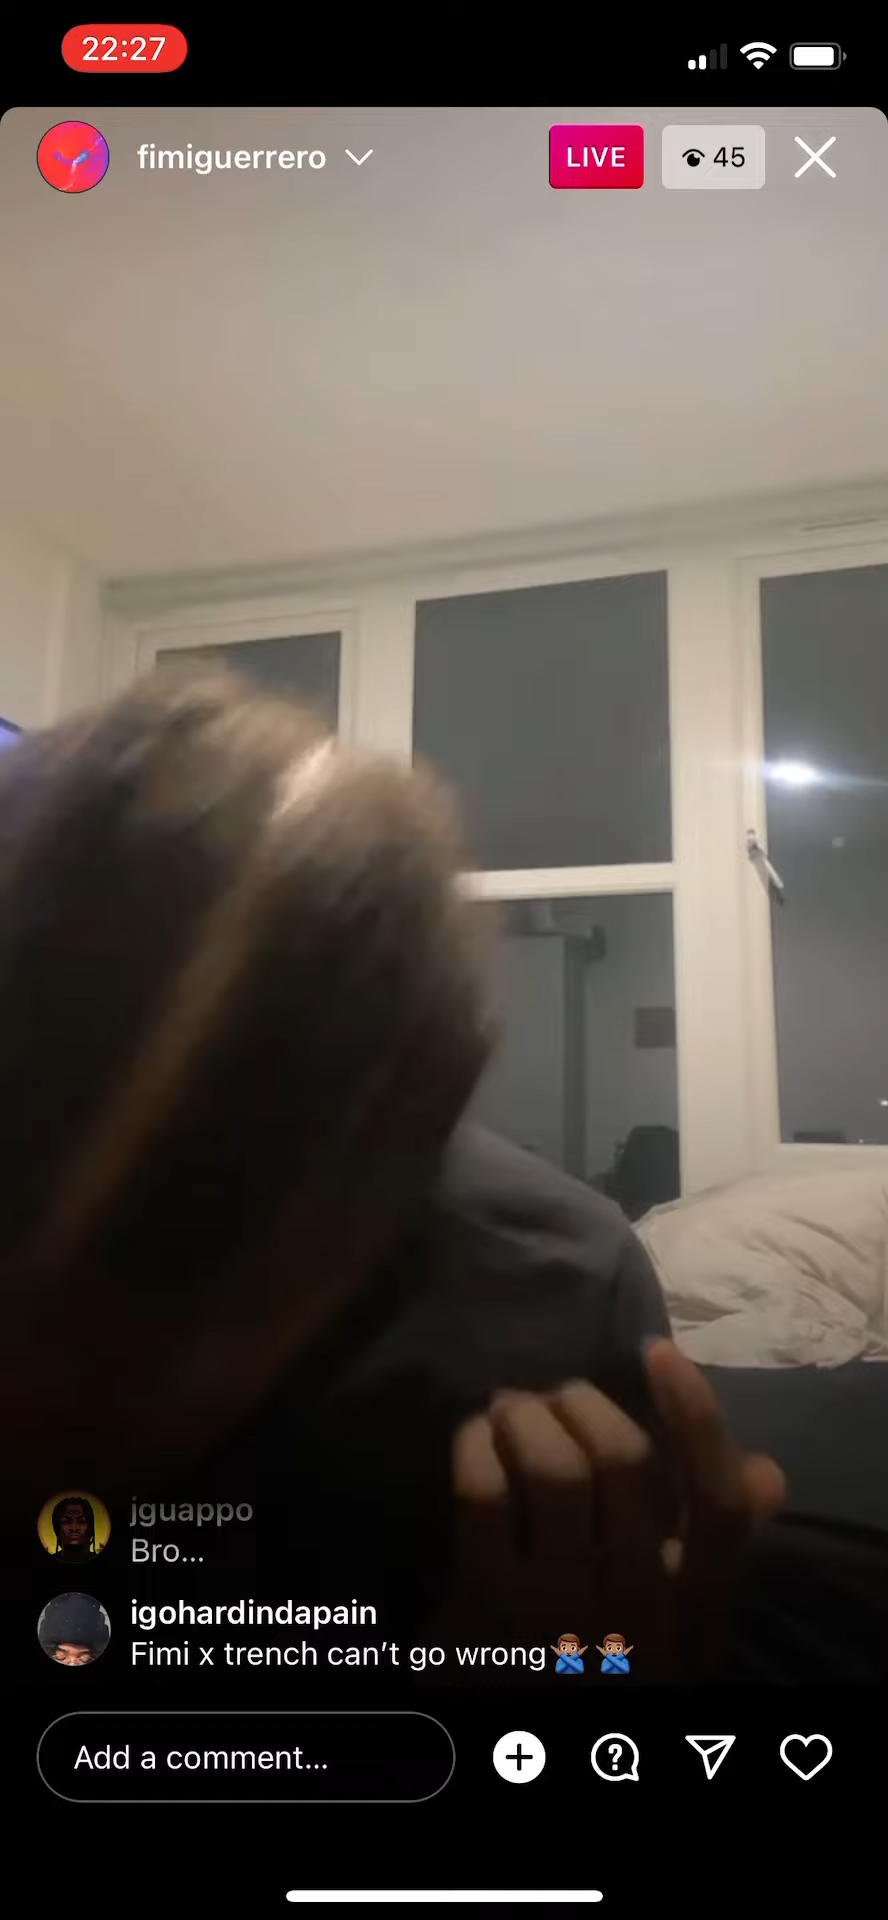 22:27
fimiguerrero
LIVE
45
jguappo
Bro...
igohardindapain
Fimi x trench can't go wrong🙅🏽‍♂️🙅🏽‍♂️
Add a comment...